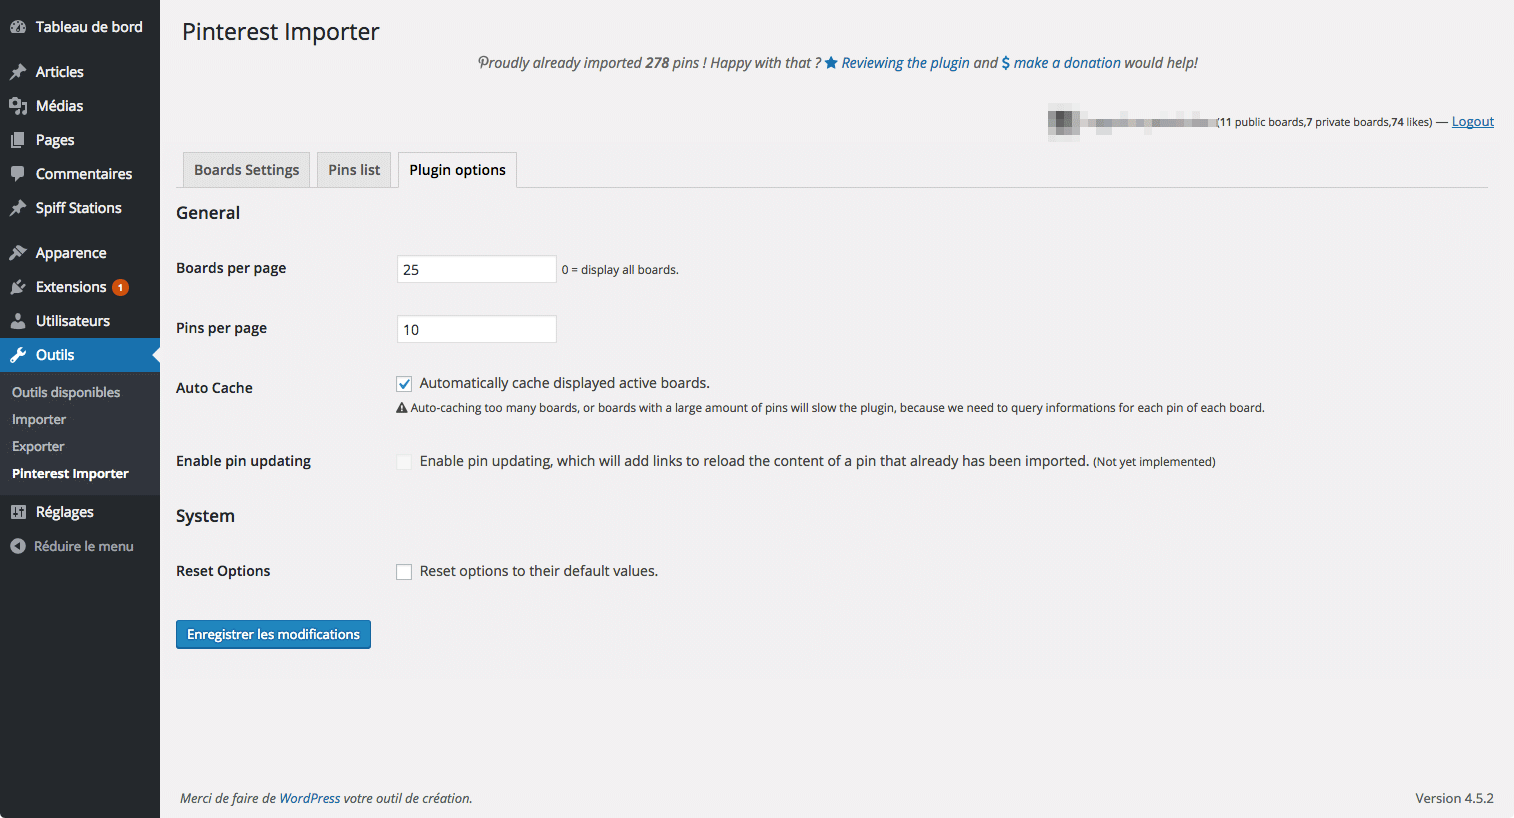 Tableau de bord
Articles
Médias
Pages
Commentaires
Spiff Stations
Apparence
Extensions 1
Utilisateurs
Outils
Outils disponibles
Importer
Exporter
Pinterest Importer
Réglages
Réduire le menu
Pinterest Importer
Proudly already imported 278 pins ! Happy with that ? Reviewing the plugin and $ make a donation would help!
(11 public boards,7 private boards,74 likes) — Logout
Boards Settings Pins list Plugin options
General
Boards per page 25 0 = display all boards.
Pins per page 10
Auto Cache Automatically cache displayed active boards.
Auto-caching too many boards, or boards with a large amount of pins will slow the plugin, because we need to query informations for each pin of each board.
Enable pin updating Enable pin updating, which will add links to reload the content of a pin that already has been imported. (Not yet implemented)
System
Reset Options Reset options to their default values.
Enregistrer les modifications
Merci de faire de WordPress votre outil de création. Version 4.5.2